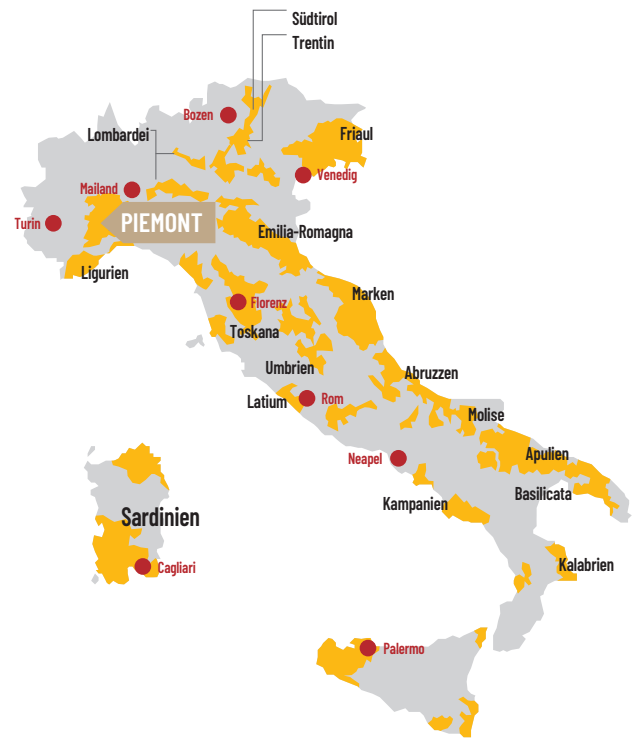 Südtirol
Trentin
Bozen
Lombardei
Friaul
Venedig
Mailand
Turin
PIEMONT
Emilia-Romagna
Ligurien
Marken
Florenz
Toskana
Umbrien
Abruzzen
Latium
Rom
Molise
Neapel
Apulien
Basilicata
Kampanien
Sardinien
Kalabrien
Cagliari
Palermo